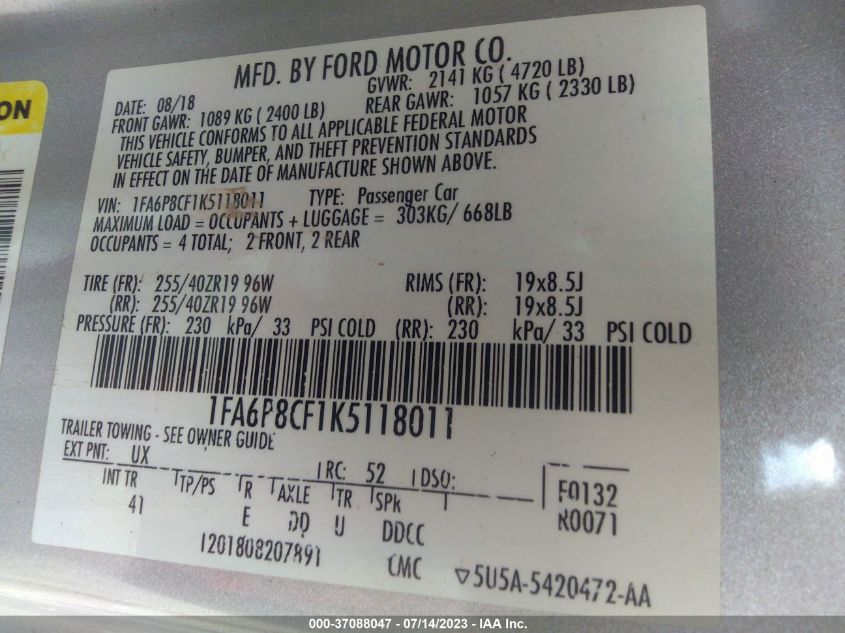 ON
MFD. BY FORD MOTOR CO.
DATE: 08/18 GVWR: 2141 KG ( 4720 LB)
FRONT GAWR: 1089 KG ( 2400 LB) REAR GAWR: 1057 KG ( 2330 LB)
THIS VEHICLE CONFORMS TO ALL APPLICABLE FEDERAL MOTOR
VEHICLE SAFETY, BUMPER, AND THEFT PREVENTION STANDARDS
IN EFFECT ON THE DATE OF MANUFACTURE SHOWN ABOVE.
VIN: 1FA6P8CF1K5118011 TYPE: Passenger Car
MAXIMUM LOAD = OCCUPANTS + LUGGAGE = 303KG/ 668LB
OCCUPANTS = 4 TOTAL; 2 FRONT, 2 REAR
TIRE (FR): 255/40ZR19 96W RIMS (FR): 19x8.5J
(RR): 255/40ZR19 96W (RR): 19x8.5J
PRESSURE (FR): 230 kPa/ 33 PSI COLD (RR): 230 kPa/ 33 PSI COLD
1FA6P8CF1K5118011
TRAILER TOWING - SEE OWNER GUIDE
EXT PNT: UX RC: 52 DSO:
INT TR TP/PS R AXLE TR SPK F0132
41 E DQ U DDCC R0071
I201808207891 CMC ▽5U5A-5420472-AA
000-37088047 - 07/14/2023 - IAA Inc.